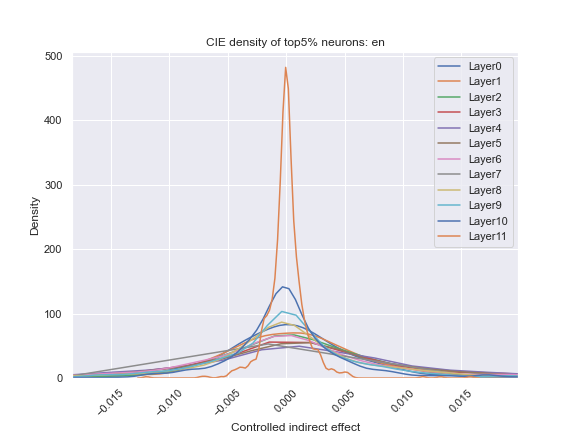 CIE density of top5% neurons: en
500
400
300
200
100
0
Density
Layer0
Layer1
Layer2
Layer3
Layer4
Layer5
Layer6
Layer7
Layer8
Layer9
Layer10
Layer11
-0.015
-0.010
-0.005
0.000
0.005
0.010
0.015
Controlled indirect effect